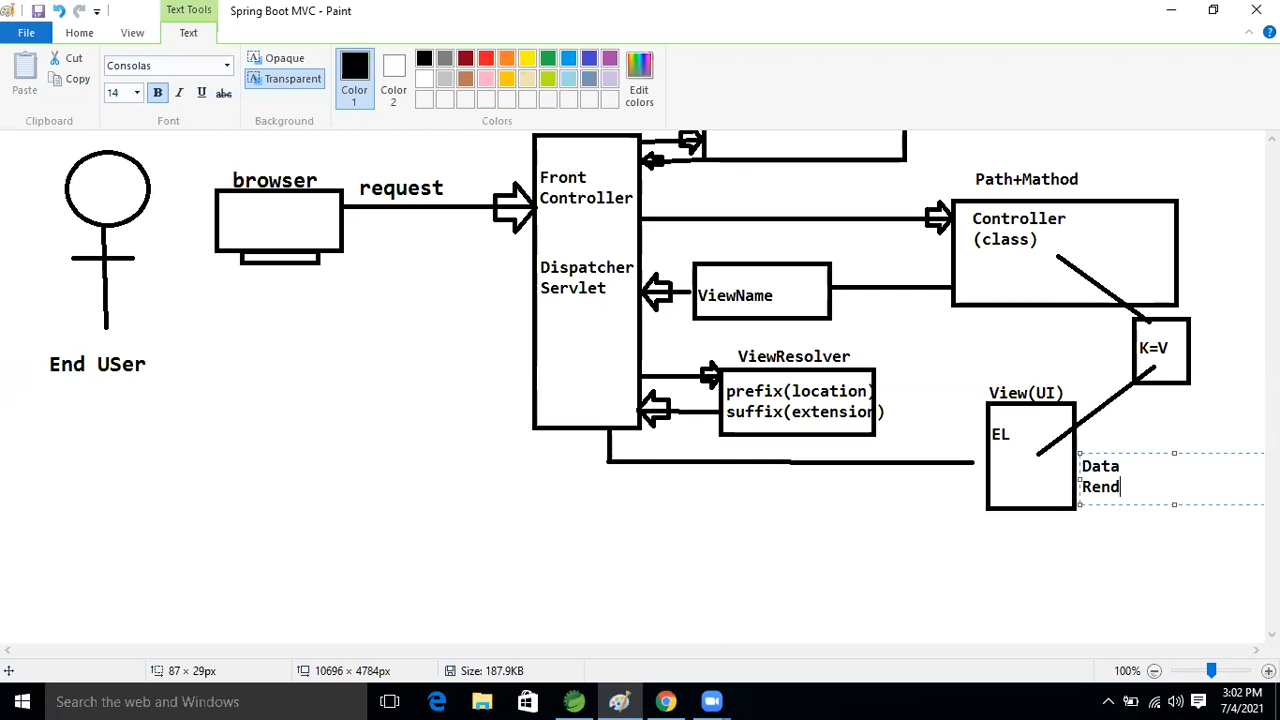 Text Tools
Spring Boot MVC - Paint
File
Home
View
Text
Paste
Cut
Copy
Clipboard
Consolas
14
B
I
U
abc
Font
Opaque
Transparent
Background
Color
1
Color
2
Edit
colors
Colors
browser
request
End USer
Front
Controller
Dispatcher
Servlet
Path+Mathod
Controller
(class)
ViewName
K=V
ViewResolver
prefix(location)
suffix(extension)
View(UI)
EL
Data
Rend
87 × 29px
10696 × 4784px
Size: 187.9KB
100%
Search the web and Windows
3:02 PM
7/4/2021